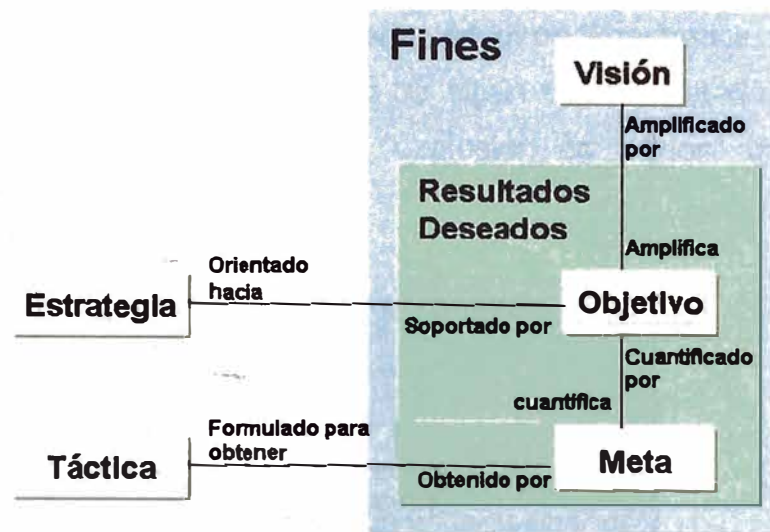 Fines
Visión
Amplificado
por
Resultados
Deseados
Amplifica
Orientado
hacia
Estrategia
Objetivo
Soportado por
Cuantificado
por
cuantifica
Formulado para
obtener
Táctica
Meta
Obtenido por